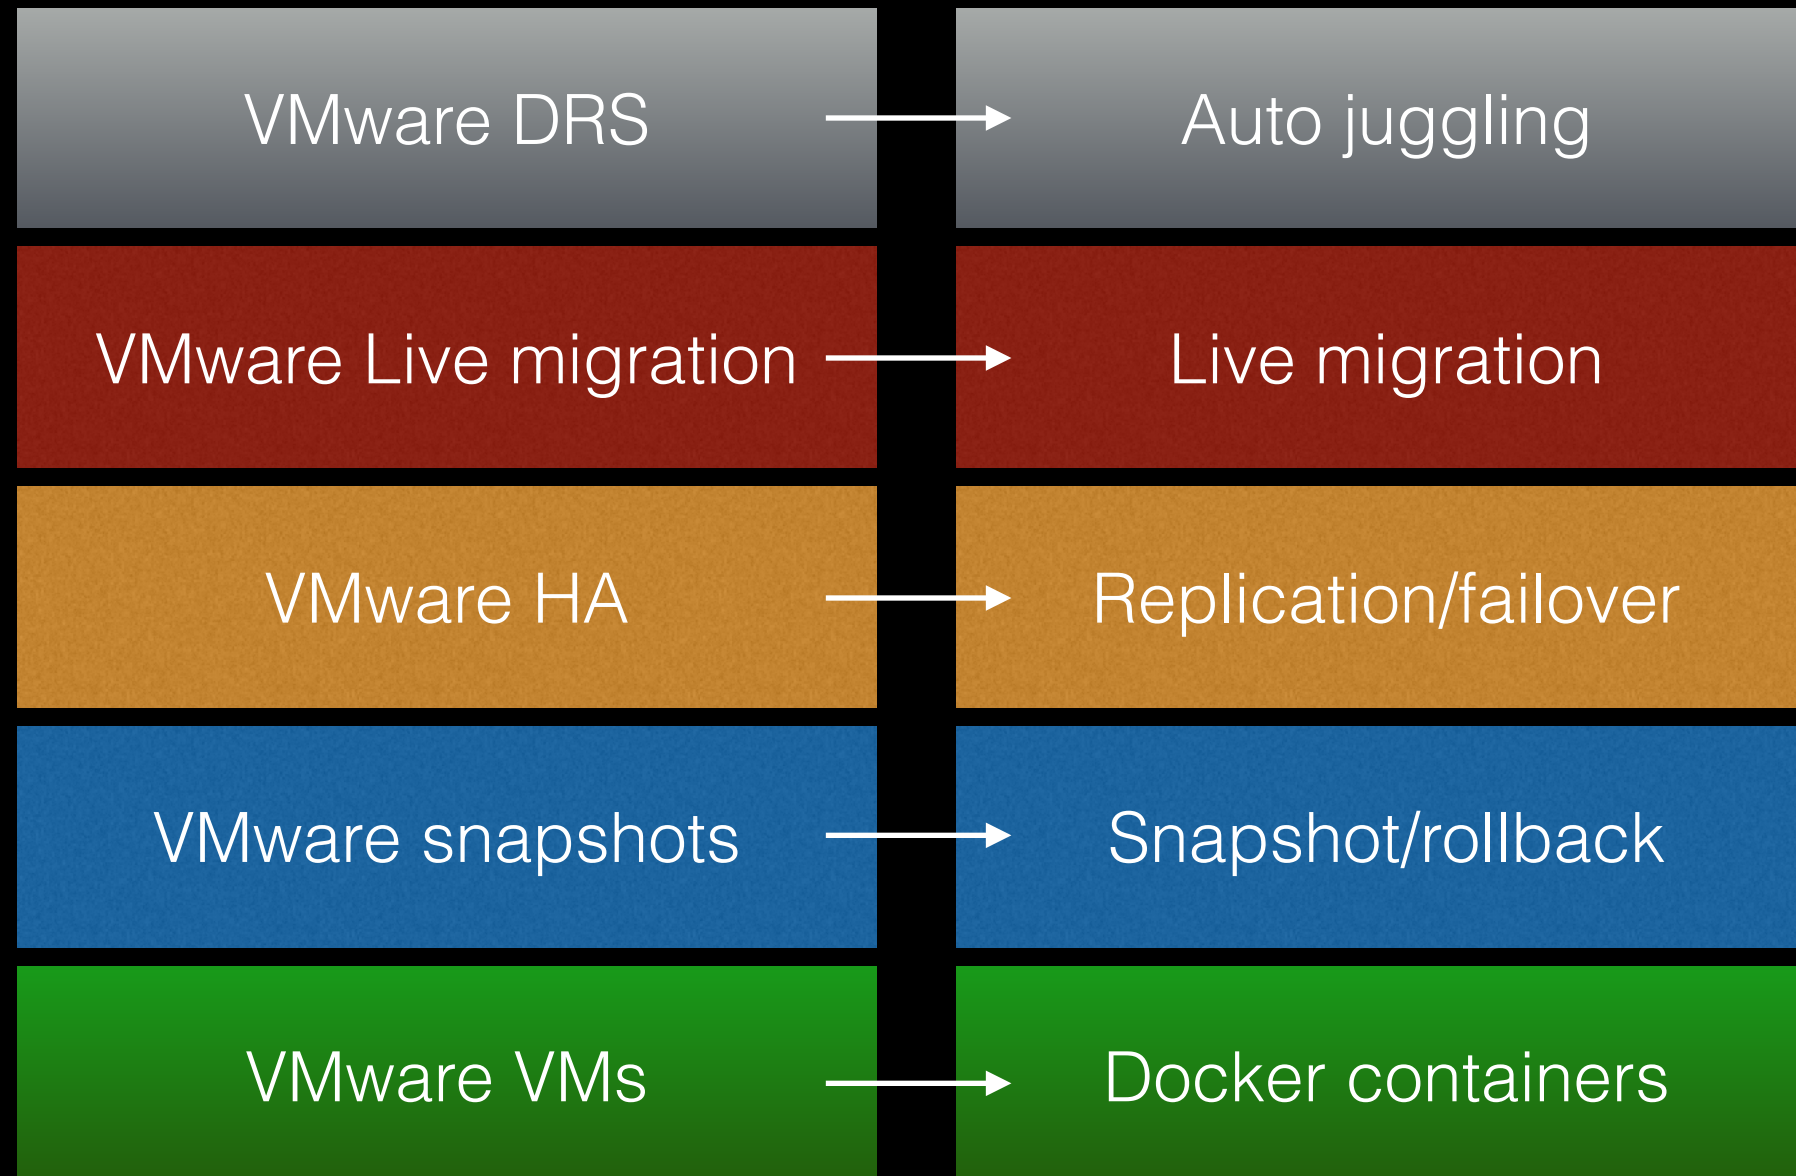 VMware DRS
Auto juggling
VMware Live migration
Live migration
VMware HA
Replication/failover
VMware snapshots
Snapshot/rollback
VMware VMs
Docker containers